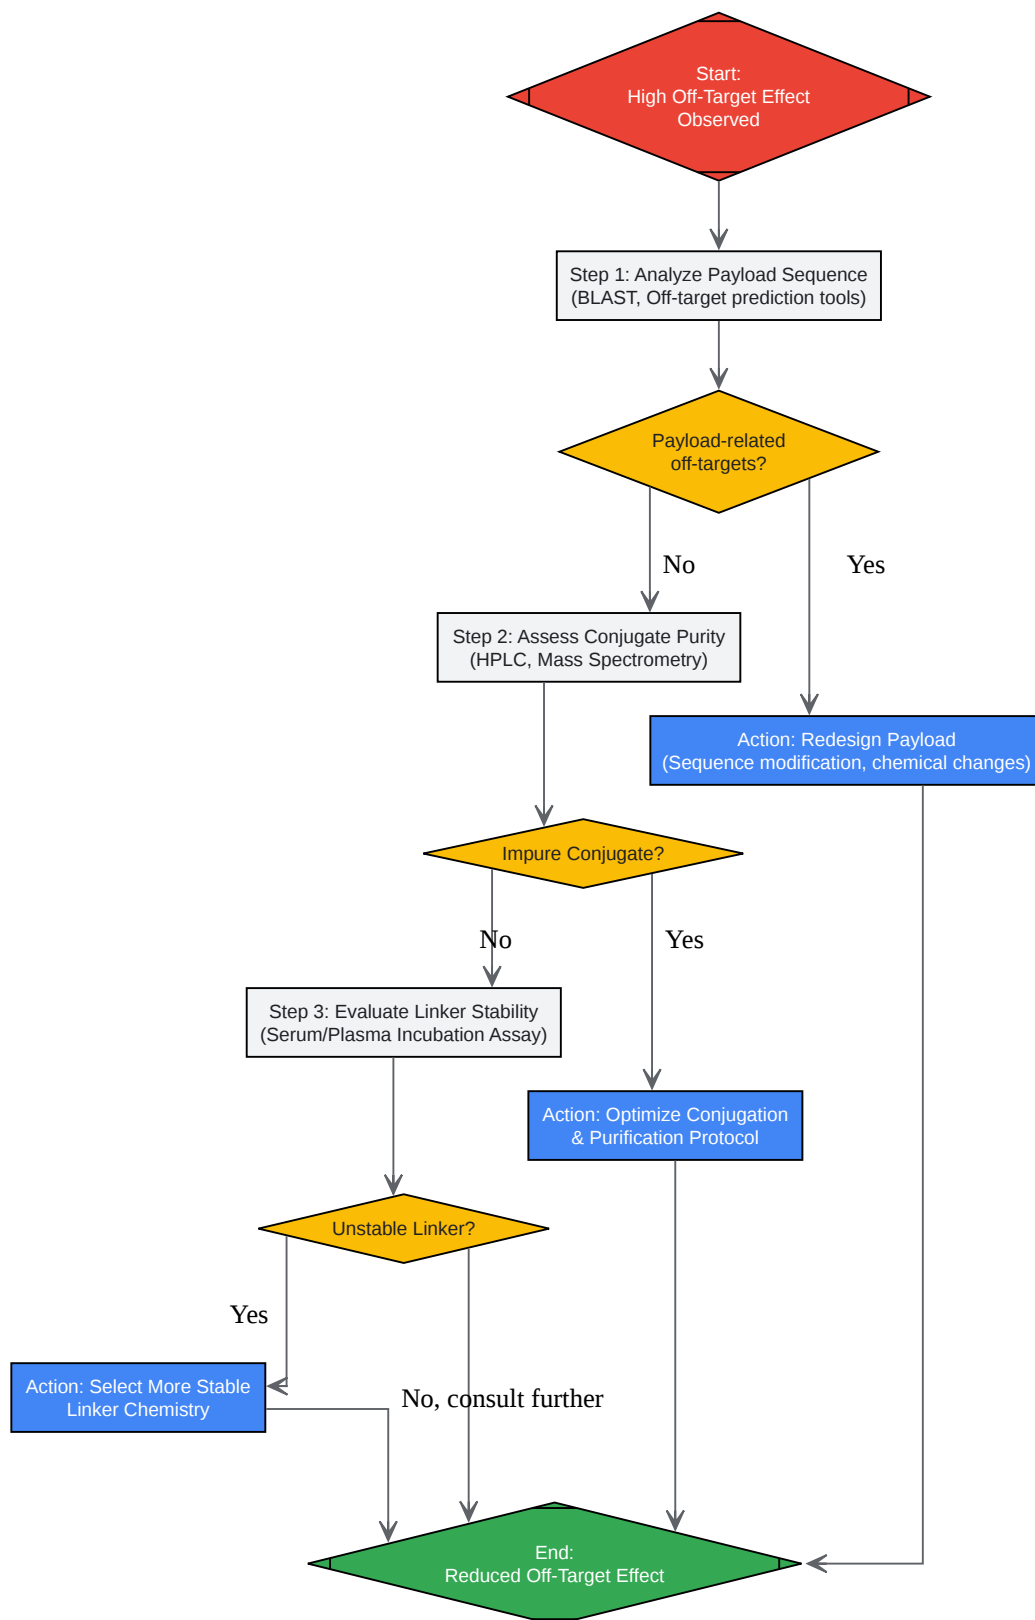 Start:
High Off-Target Effect
Observed
Step 1: Analyze Payload Sequence
(BLAST, Off-target prediction tools)
Payload-related
off-targets?
No
Yes
Step 2: Assess Conjugate Purity
(HPLC, Mass Spectrometry)
Action: Redesign Payload
(Sequence modification, chemical changes)
Impure Conjugate?
No
Yes
Step 3: Evaluate Linker Stability
(Serum/Plasma Incubation Assay)
Action: Optimize Conjugation
& Purification Protocol
Unstable Linker?
Yes
Action: Select More Stable
Linker Chemistry
No, consult further
End:
Reduced Off-Target Effect